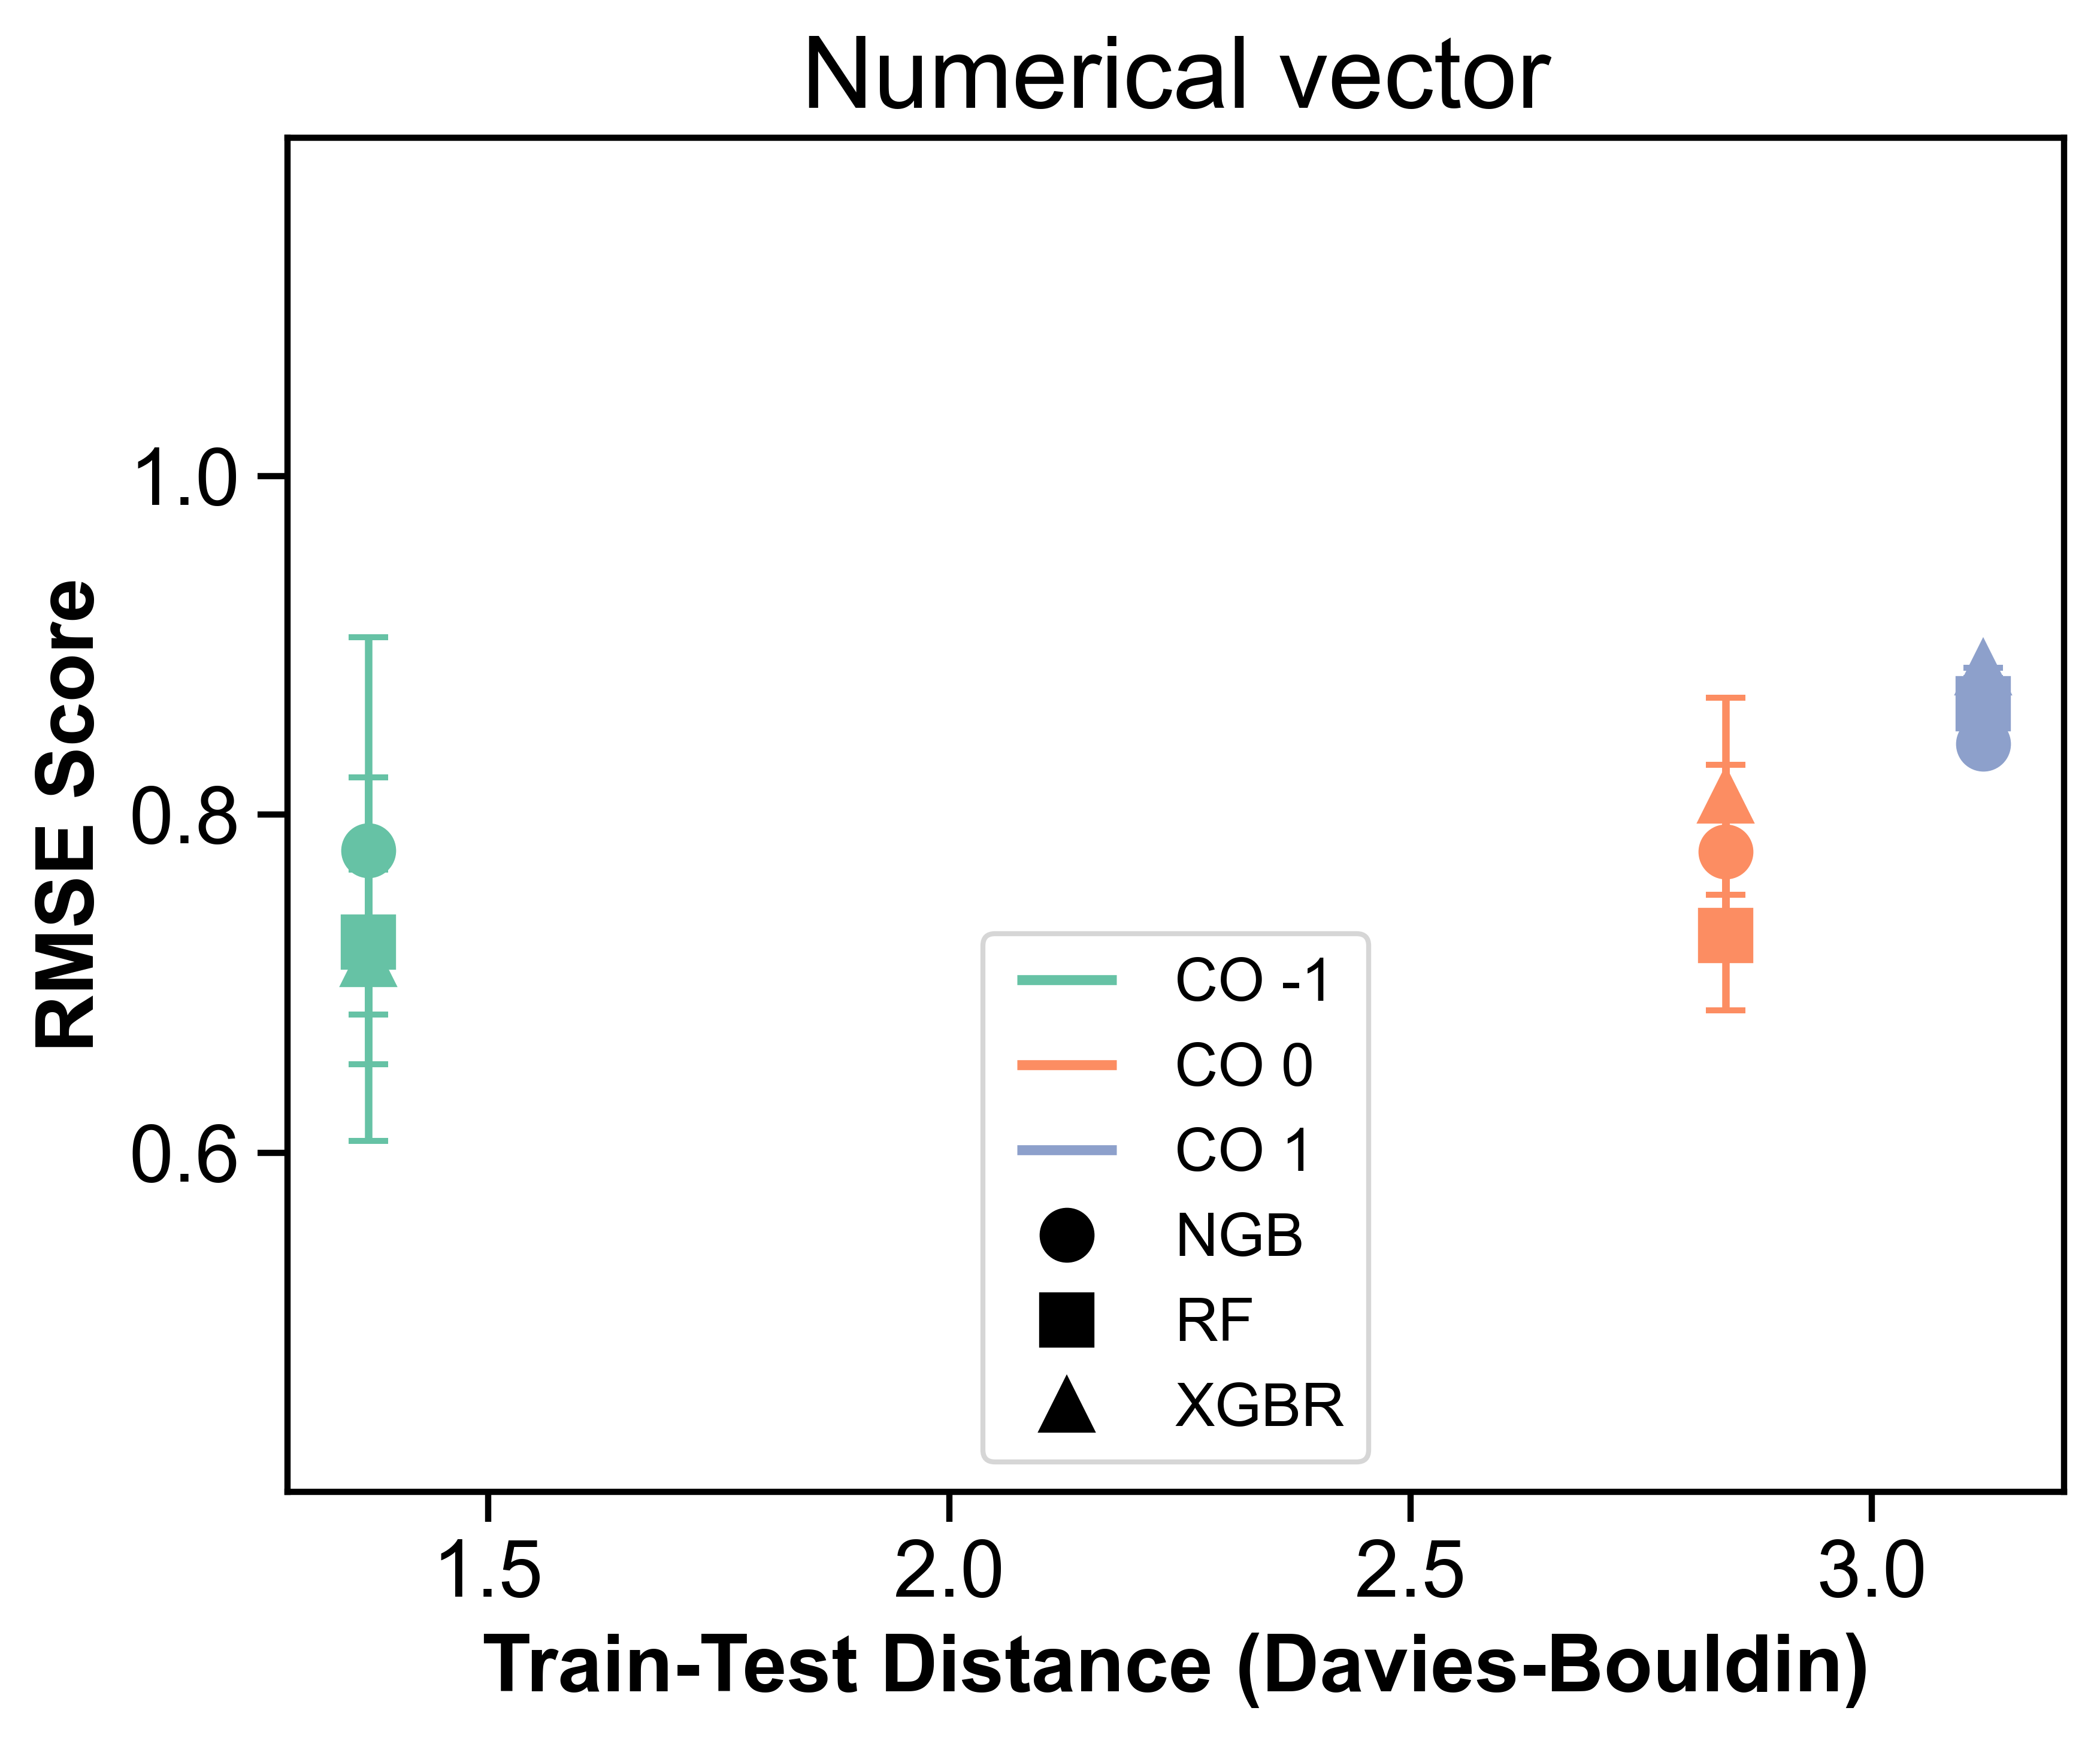 Numerical vector
RMSE Score
1.0
0.8
0.6
CO -1
CO 0
CO 1
NGB
RF
XGBR
1.5 2.0 2.5 3.0
Train-Test Distance (Davies-Bouldin)